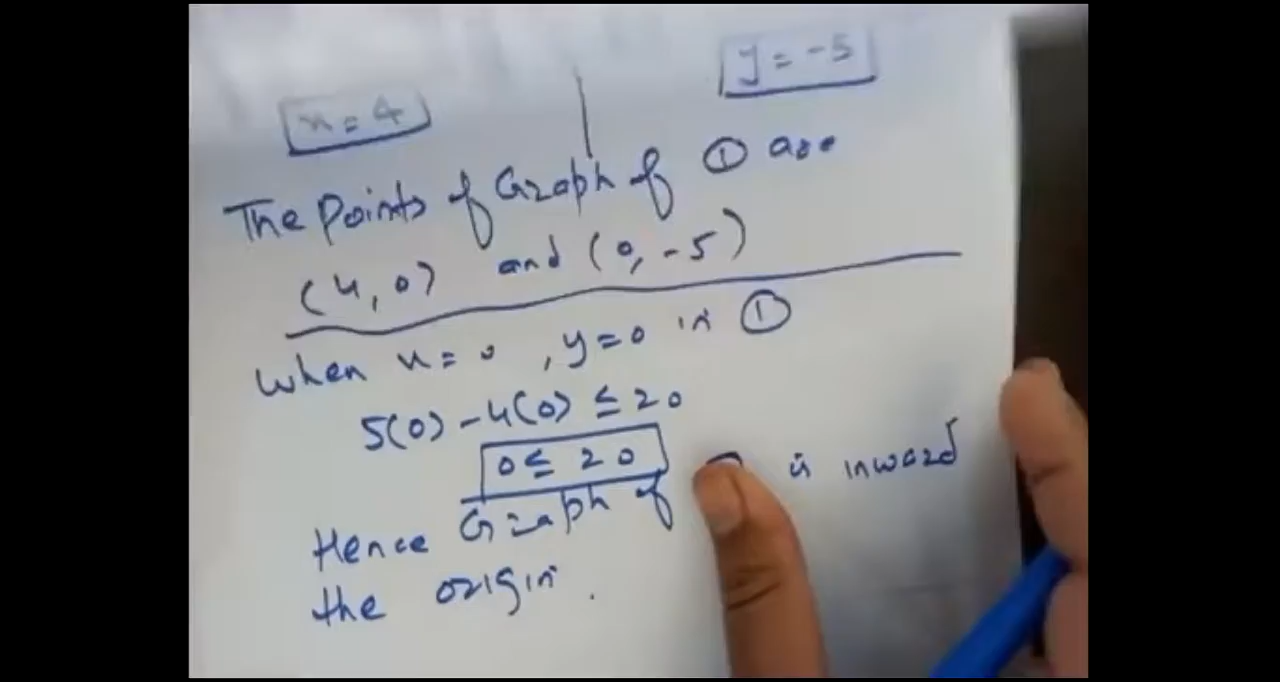 x = 4
y = -5
The Points of Graph of ① are
(4, 0) and (0, -5)
When x = 0, y = 0 in ①
5(0) - 4(0) ≤ 20
0 ≤ 20
Hence Graph of is inward
the origin.